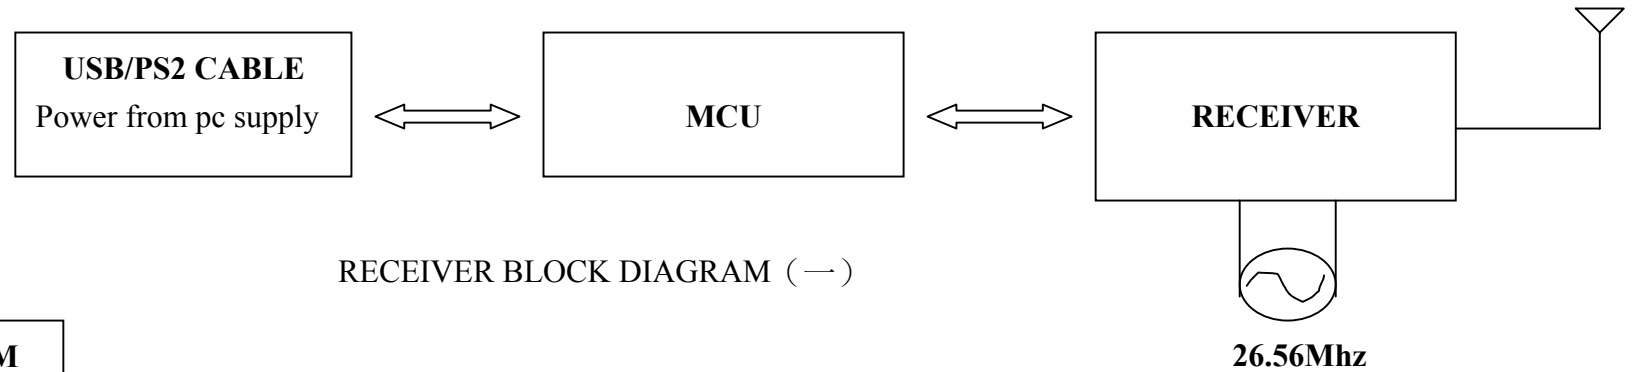 USB/PS2 CABLE
Power from pc supply
MCU
RECEIVER
RECEIVER BLOCK DIAGRAM（一）
M
26.56Mhz